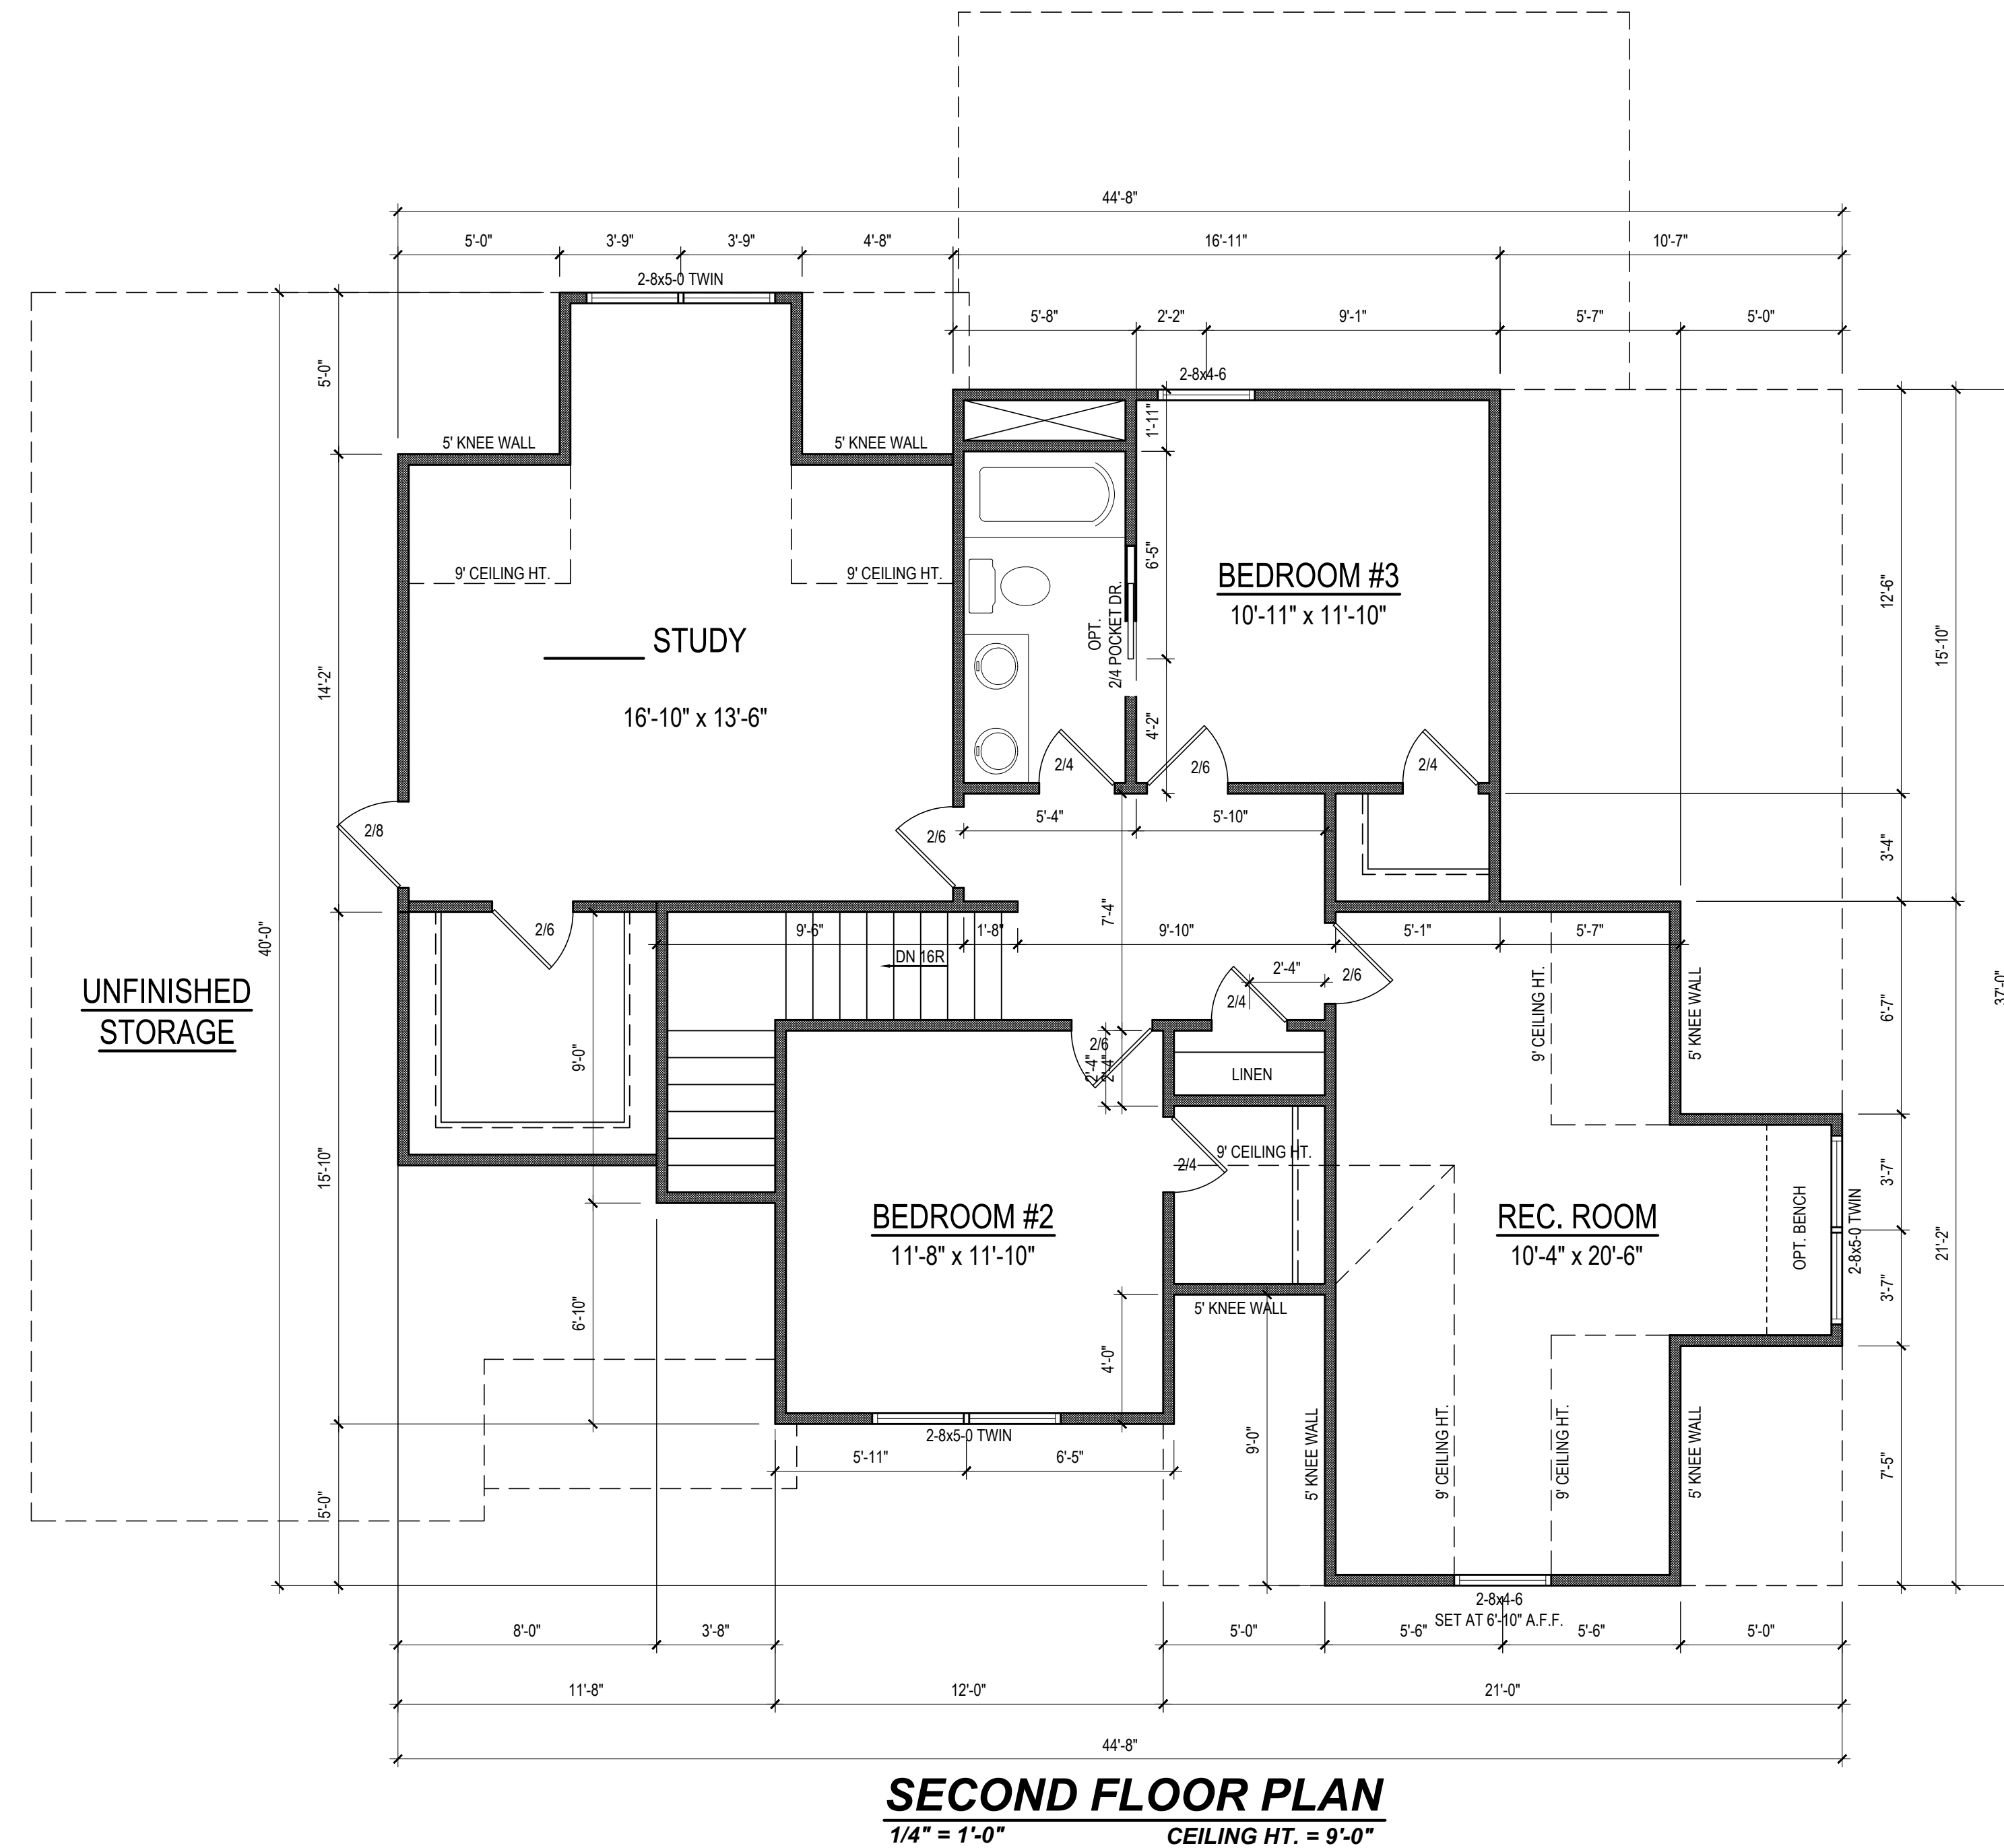 44'-8"
5'-0"
3'-9"
3'-9"
4'-8"
16'-11"
10'-7"
2-8x5-0 TWIN
5'-8"
2'-2"
9'-1"
5'-7"
5'-0"
2-8x4-6
5'-0"
1'-11"
5' KNEE WALL
5' KNEE WALL
9' CEILING HT.
9' CEILING HT.
6'-5"
OPT.
2/4 POCKET DR.
BEDROOM #3
10'-11" x 11'-10"
12'-6"
15'-10"
STUDY
16'-10" x 13'-6"
14'-2"
4'-2"
2/4
2/6
2/4
2/8
2/6
5'-4"
5'-10"
3'-4"
40'-0"
2/6
9'-6"
1'-8"
7'-4"
9'-10"
5'-1"
5'-7"
DN 16R
2'-4"
2/6
2/4
9' CEILING HT.
5' KNEE WALL
6'-7"
37'-0"
UNFINISHED
STORAGE
9'-0"
2/6
2'-4"
2'-4"
LINEN
9' CEILING HT.
2/4
15'-10"
BEDROOM #2
11'-8" x 11'-10"
REC. ROOM
10'-4" x 20'-6"
OPT. BENCH
2-8x5-0 TWIN
3'-7"
3'-7"
21'-2"
6'-10"
5' KNEE WALL
4'-0"
9'-0"
5' KNEE WALL
9' CEILING HT.
9' CEILING HT.
5' KNEE WALL
7'-5"
2-8x5-0 TWIN
5'-11"
6'-5"
5'-0"
2-8x4-6
SET AT 6'-10" A.F.F.
8'-0"
3'-8"
5'-0"
5'-6"
5'-6"
5'-0"
11'-8"
12'-0"
21'-0"
44'-8"
SECOND FLOOR PLAN
1/4" = 1'-0"
CEILING HT. = 9'-0"